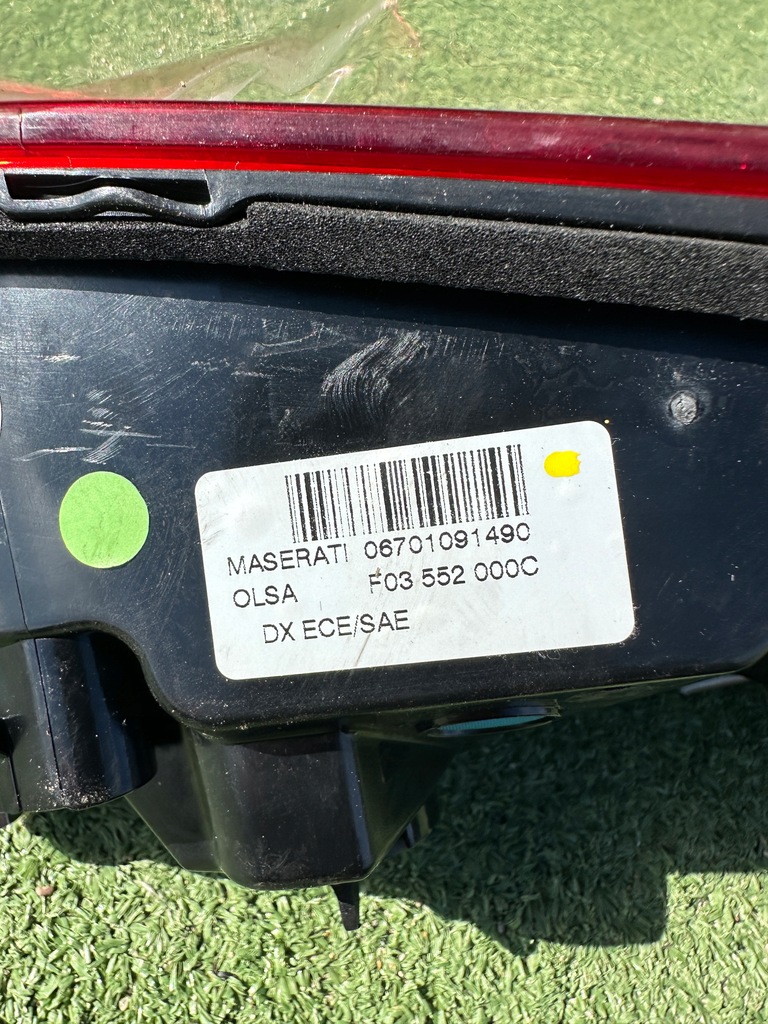 MASERATI 06701091490
OLSA F03 552 000C
DX ECE/SAE